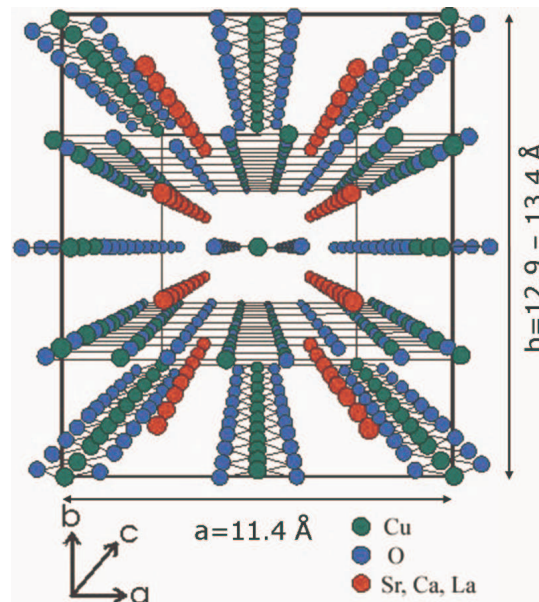 b=12.9 – 13.4 Å
a=11.4 Å
b
c
a
Cu
O
Sr, Ca, La